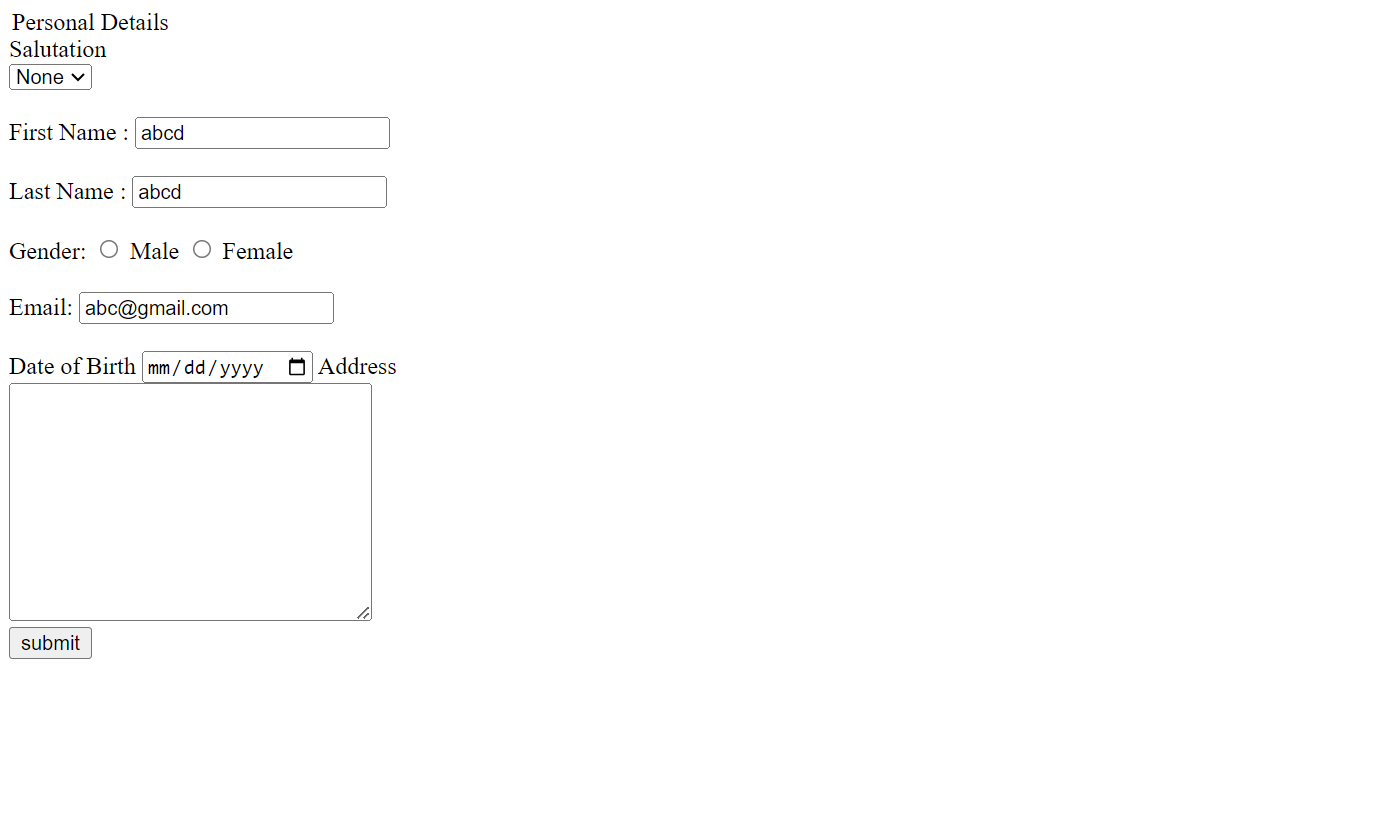 Personal Details
Salutation
None
First Name : abcd
Last Name : abcd
Gender: Male Female
Email: abc@gmail.com
Date of Birth mm/dd/yyyy Address
submit